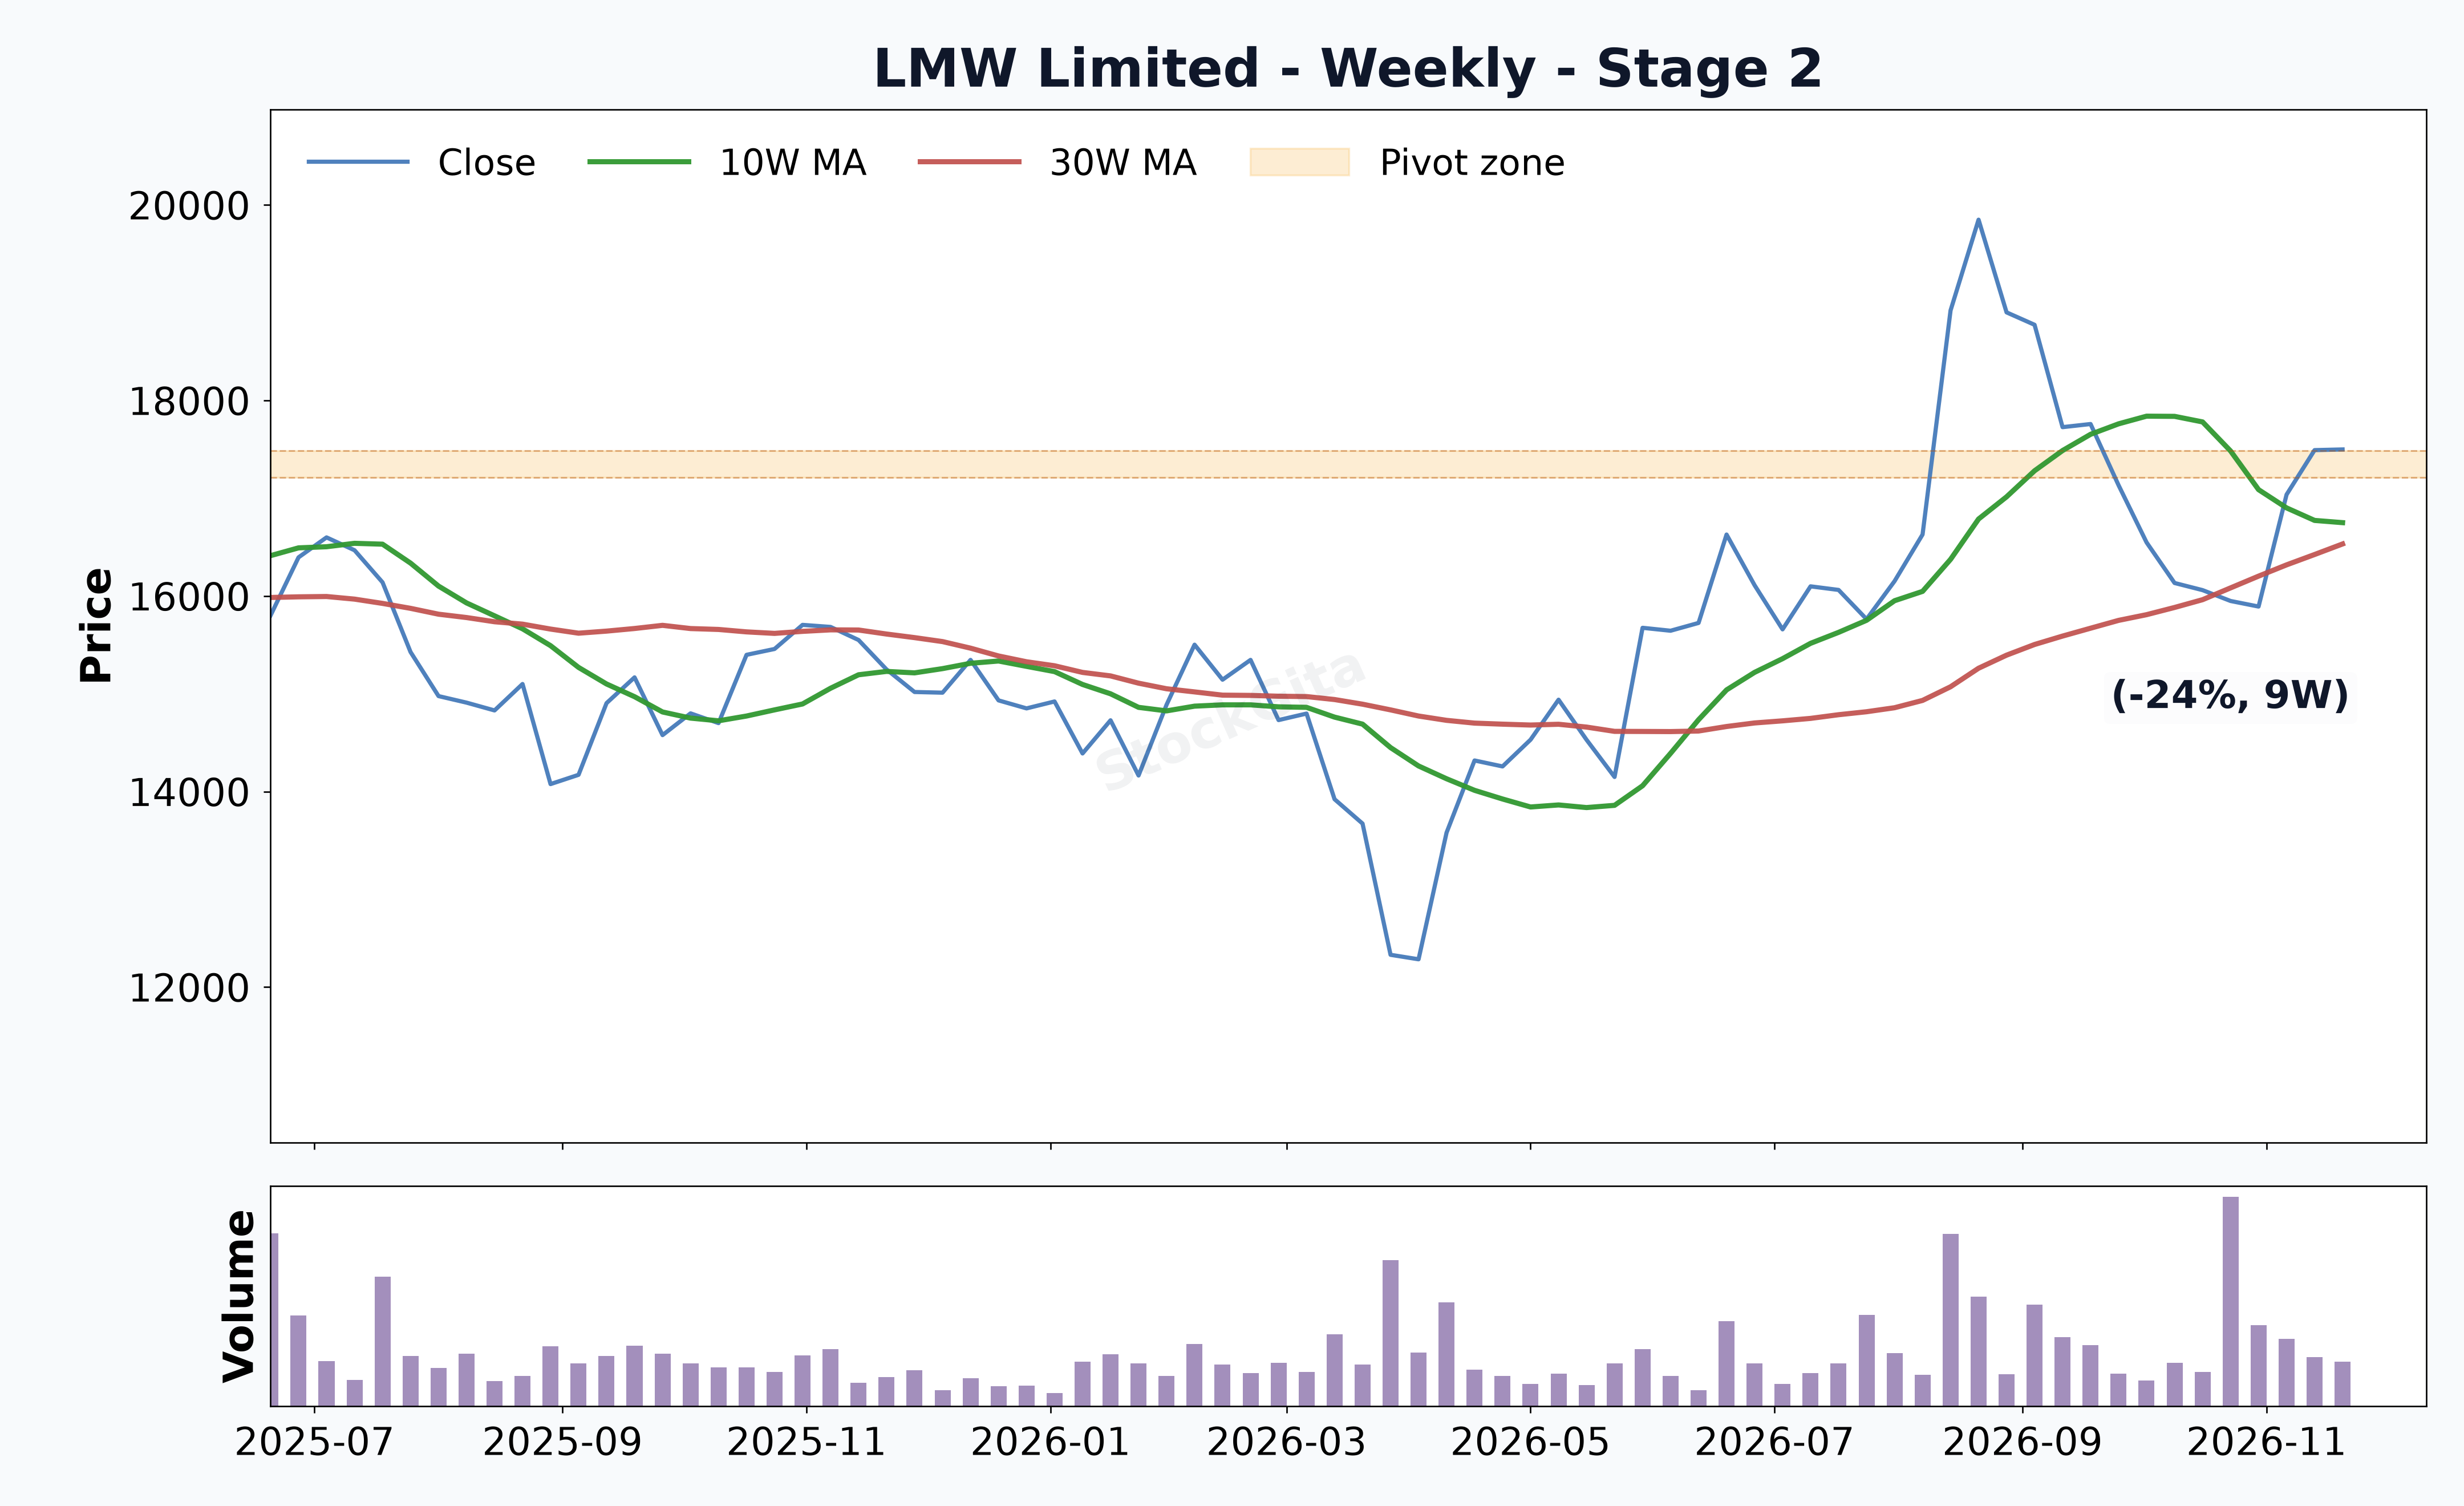 LMW Limited - Weekly - Stage 2
Close 10W MA 30W MA Pivot zone
20000
18000
16000
14000
12000
Price
StockGita
(-24%, 9W)
Volume
2025-07 2025-09 2025-11 2026-01 2026-03 2026-05 2026-07 2026-09 2026-11